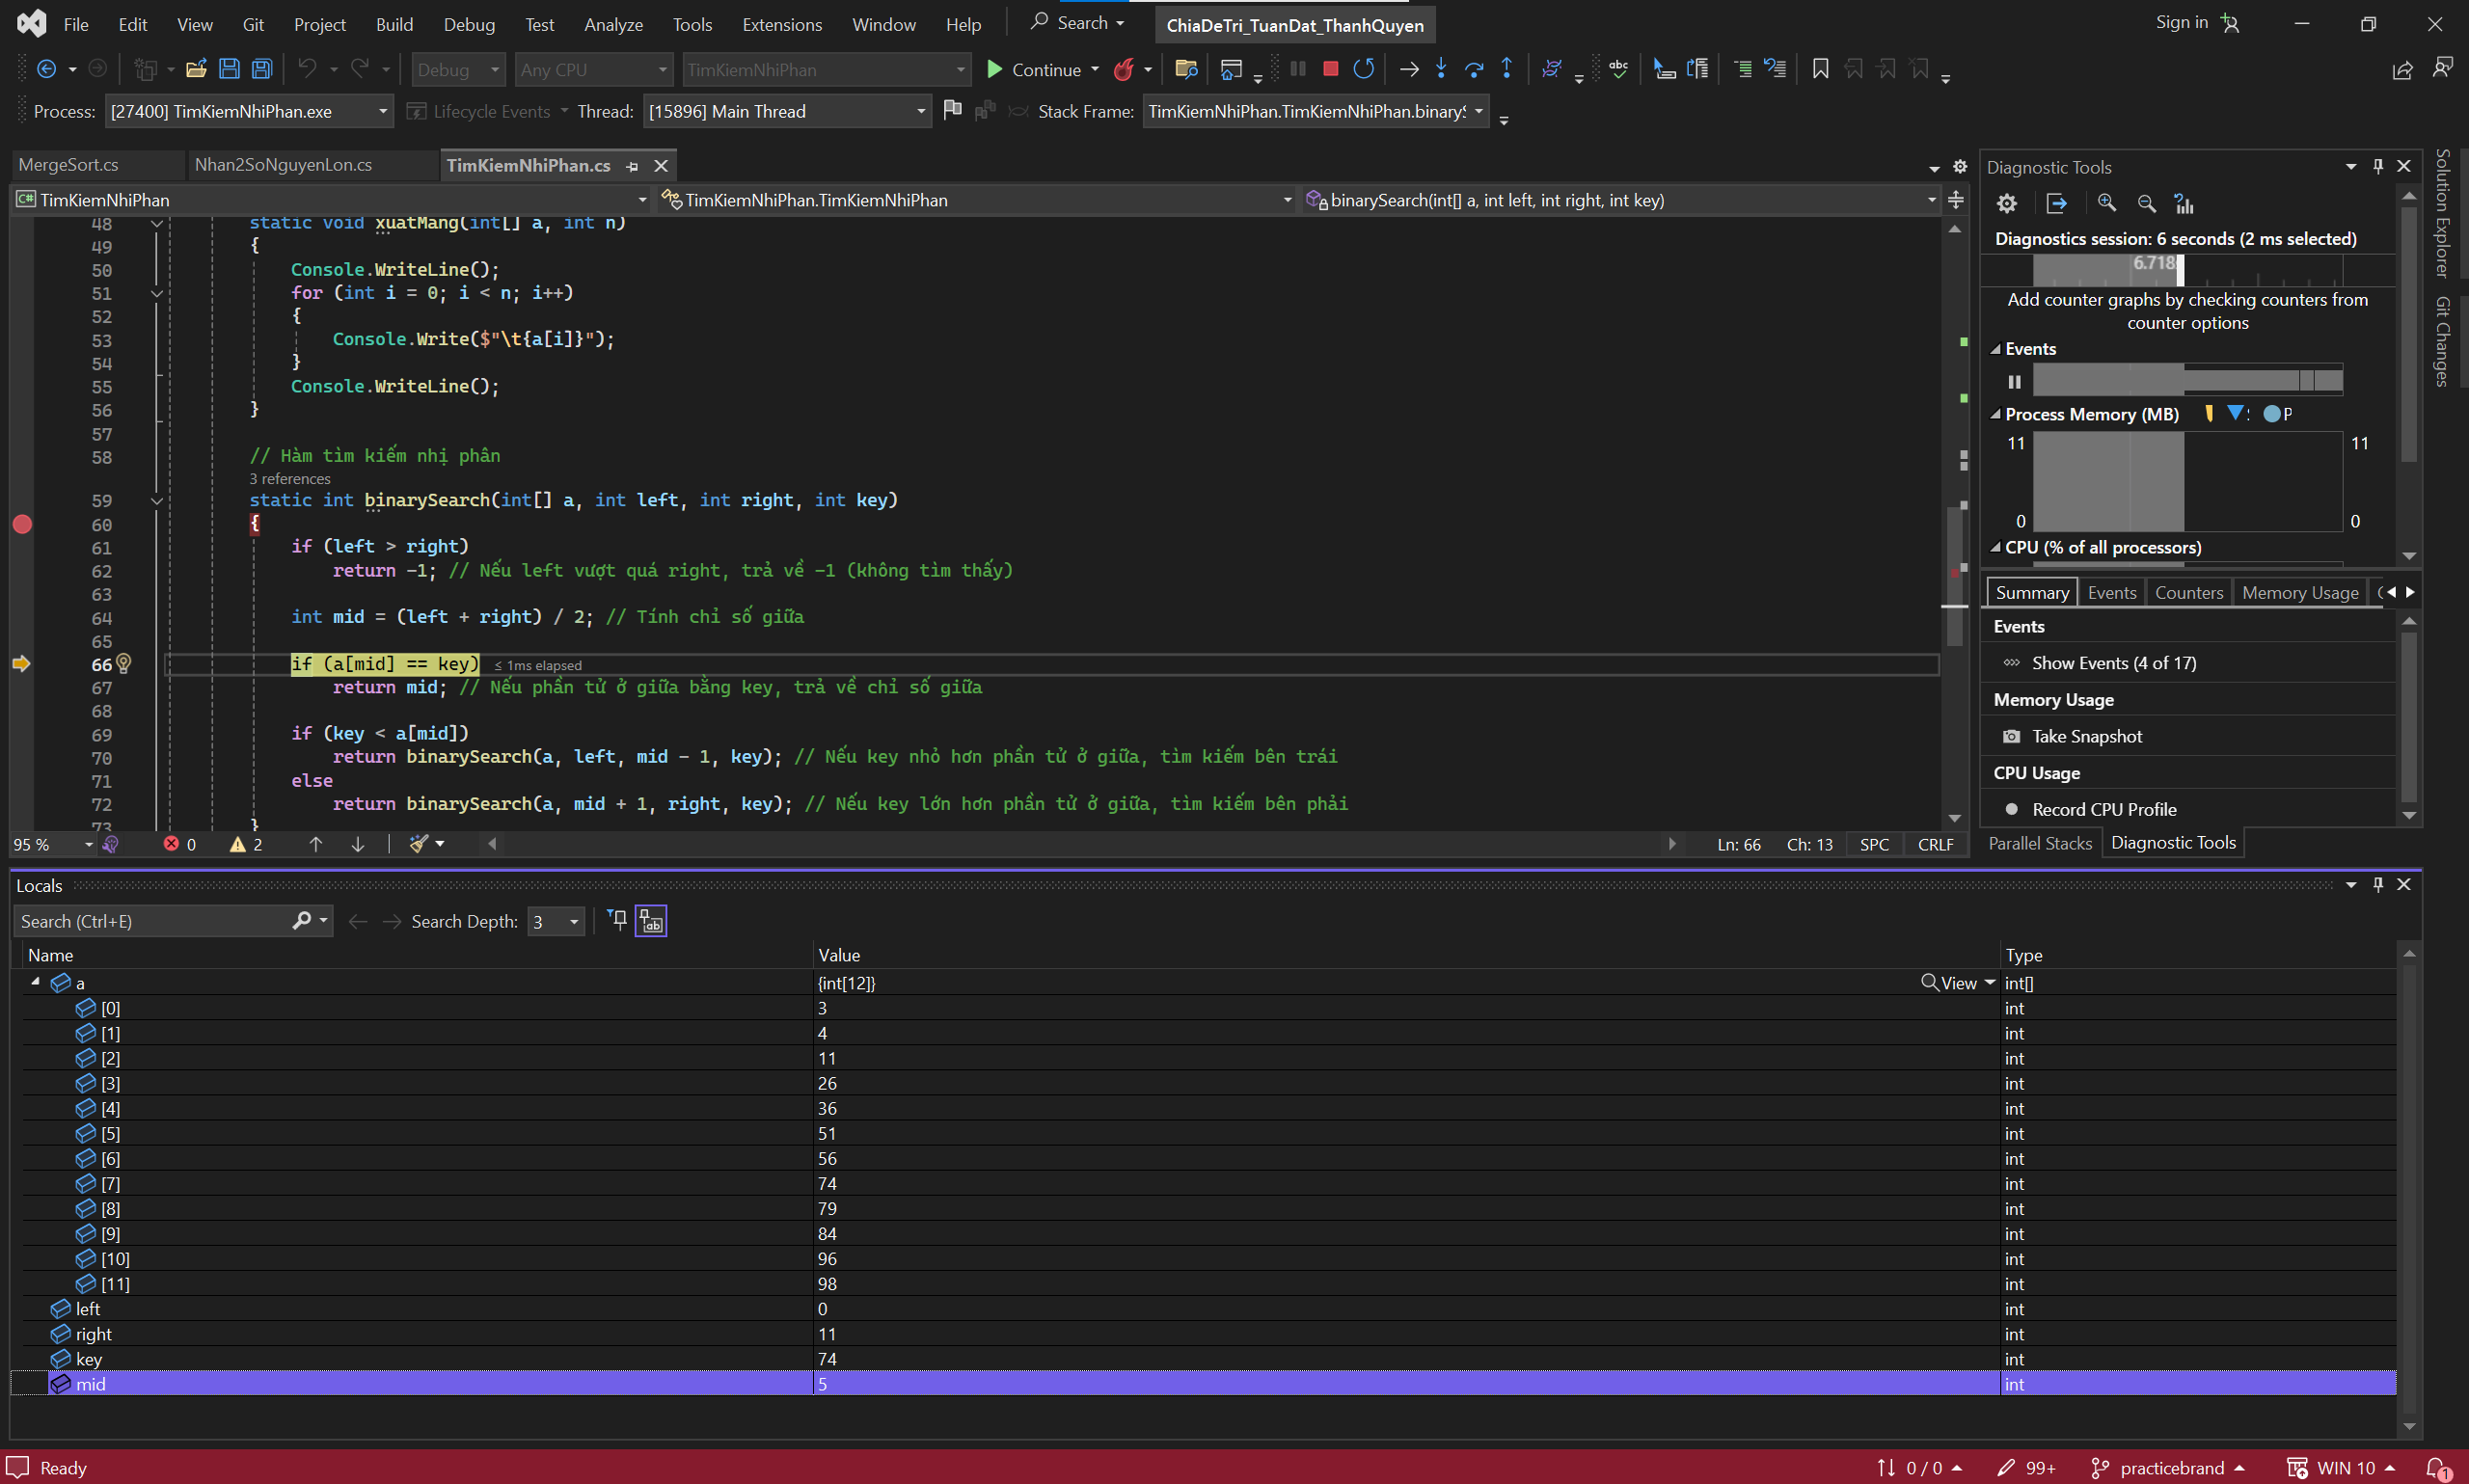 File Edit View Git Project Build Debug Test Analyze Tools Extensions Window Help Search ChiaDeTri_TuanDat_ThanhQuyen Sign in
Debug Any CPU TimKiemNhiPhan Continue
Process: [27400] TimKiemNhiPhan.exe Lifecycle Events Thread: [15896] Main Thread Stack Frame: TimKiemNhiPhan.TimKiemNhiPhan.binaryS
MergeSort.cs Nhan2SoNguyenLon.cs TimKiemNhiPhan.cs
TimKiemNhiPhan TimKiemNhiPhan.TimKiemNhiPhan binarySearch(int[] a, int left, int right, int key)
48 static void xuatMang(int[] a, int n)
49 {
50 Console.WriteLine();
51 for (int i = 0; i < n; i++)
52 {
53 Console.Write($"\t{a[i]}");
54 }
55 Console.WriteLine();
56 }
57
58 // Hàm tìm kiếm nhị phân
3 references
59 static int binarySearch(int[] a, int left, int right, int key)
60 {
61 if (left > right)
62 return -1; // Nếu left vượt quá right, trả về -1 (không tìm thấy)
63
64 int mid = (left + right) / 2; // Tính chỉ số giữa
65
66 if (a[mid] == key) ≤ 1ms elapsed
67 return mid; // Nếu phần tử ở giữa bằng key, trả về chỉ số giữa
68
69 if (key < a[mid])
70 return binarySearch(a, left, mid - 1, key); // Nếu key nhỏ hơn phần tử ở giữa, tìm kiếm bên trái
71 else
72 return binarySearch(a, mid + 1, right, key); // Nếu key lớn hơn phần tử ở giữa, tìm kiếm bên phải
73 }
95 % 0 2 Ln: 66 Ch: 13 SPC CRLF
Diagnostic Tools
Diagnostics session: 6 seconds (2 ms selected)
6.718s
Add counter graphs by checking counters from
counter options
Events
Process Memory (MB) P
11 11
0 0
CPU (% of all processors)
Summary Events Counters Memory Usage
Events
Show Events (4 of 17)
Memory Usage
Take Snapshot
CPU Usage
Record CPU Profile
Parallel Stacks Diagnostic Tools
Solution Explorer
Git Changes
Locals
Search (Ctrl+E) Search Depth: 3
Name Value Type
a {int[12]} View int[]
[0] 3 int
[1] 4 int
[2] 11 int
[3] 26 int
[4] 36 int
[5] 51 int
[6] 56 int
[7] 74 int
[8] 79 int
[9] 84 int
[10] 96 int
[11] 98 int
left 0 int
right 11 int
key 74 int
mid 5 int
Ready 0 / 0 99+ practicebrand WIN 10 1